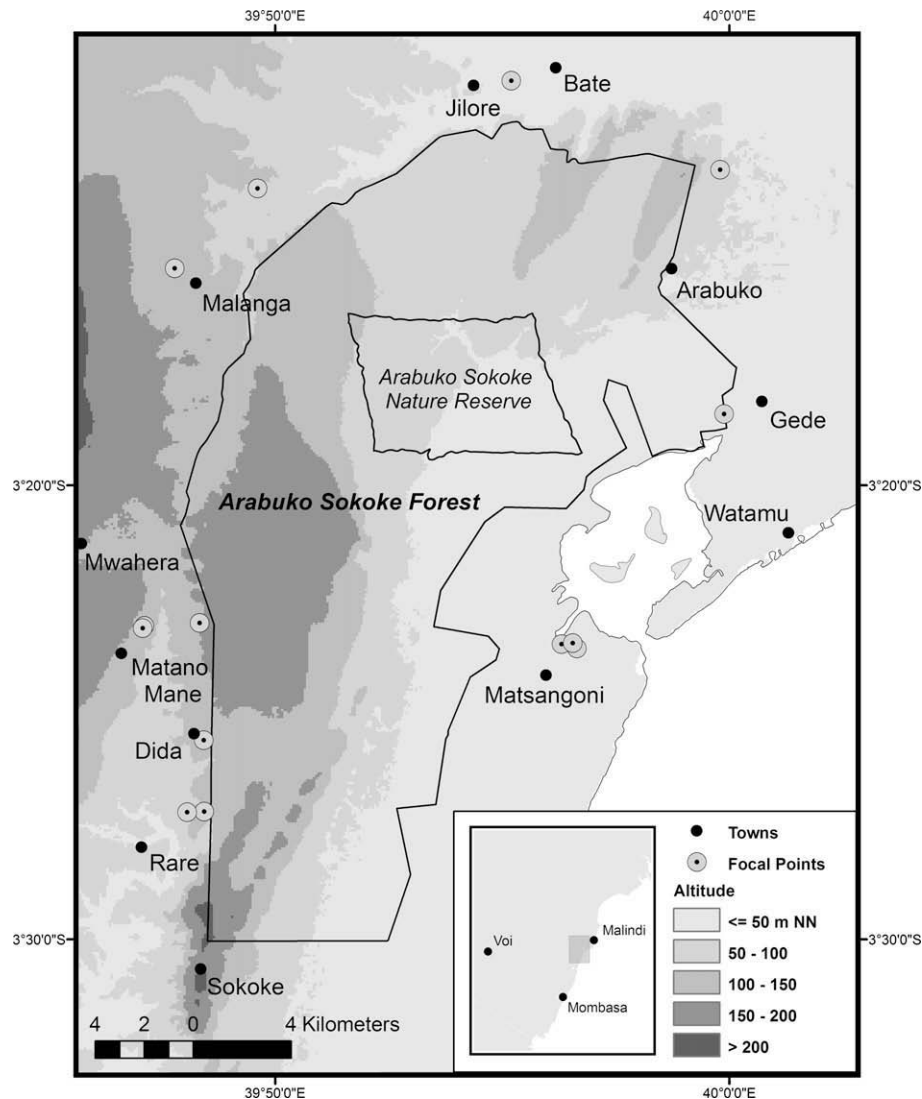 39°50'0"E
40°0'0"E
Bate
Jilore
Malanga
Arabuko
Arabuko Sokoke
Nature Reserve
Gede
3°20'0"S
3°20'0"S
Arabuko Sokoke Forest
Watamu
Mwahera
Matano
Mane
Matsangoni
Dida
Rare
Towns
Focal Points
Altitude
<= 50 m NN
50 - 100
100 - 150
150 - 200
> 200
Voi
Malindi
Mombasa
3°30'0"S
3°30'0"S
Sokoke
4 2 0 4 Kilometers
39°50'0"E
40°0'0"E